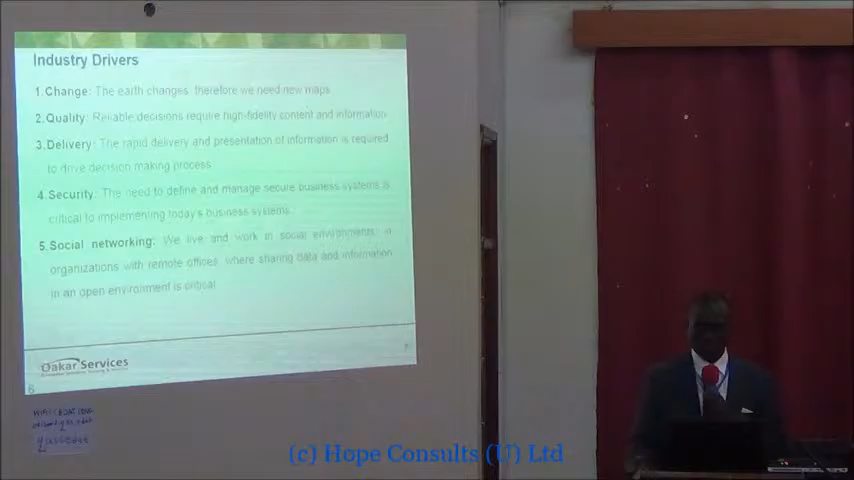 Industry Drivers
1.Change: The earth changes, therefore we need new maps
2.Quality: Reliable decisions require high-fidelity content and information
3.Delivery: The rapid delivery and presentation of information is required
to drive decision making process
4.Security: The need to define and manage secure business systems is
critical to implementing today's business systems.
5.Social networking: We live and work in social environments, in
organizations with remote offices, where sharing data and information
in an open environment is critical
Oakar Services
(c) Hope Consults (U) Ltd